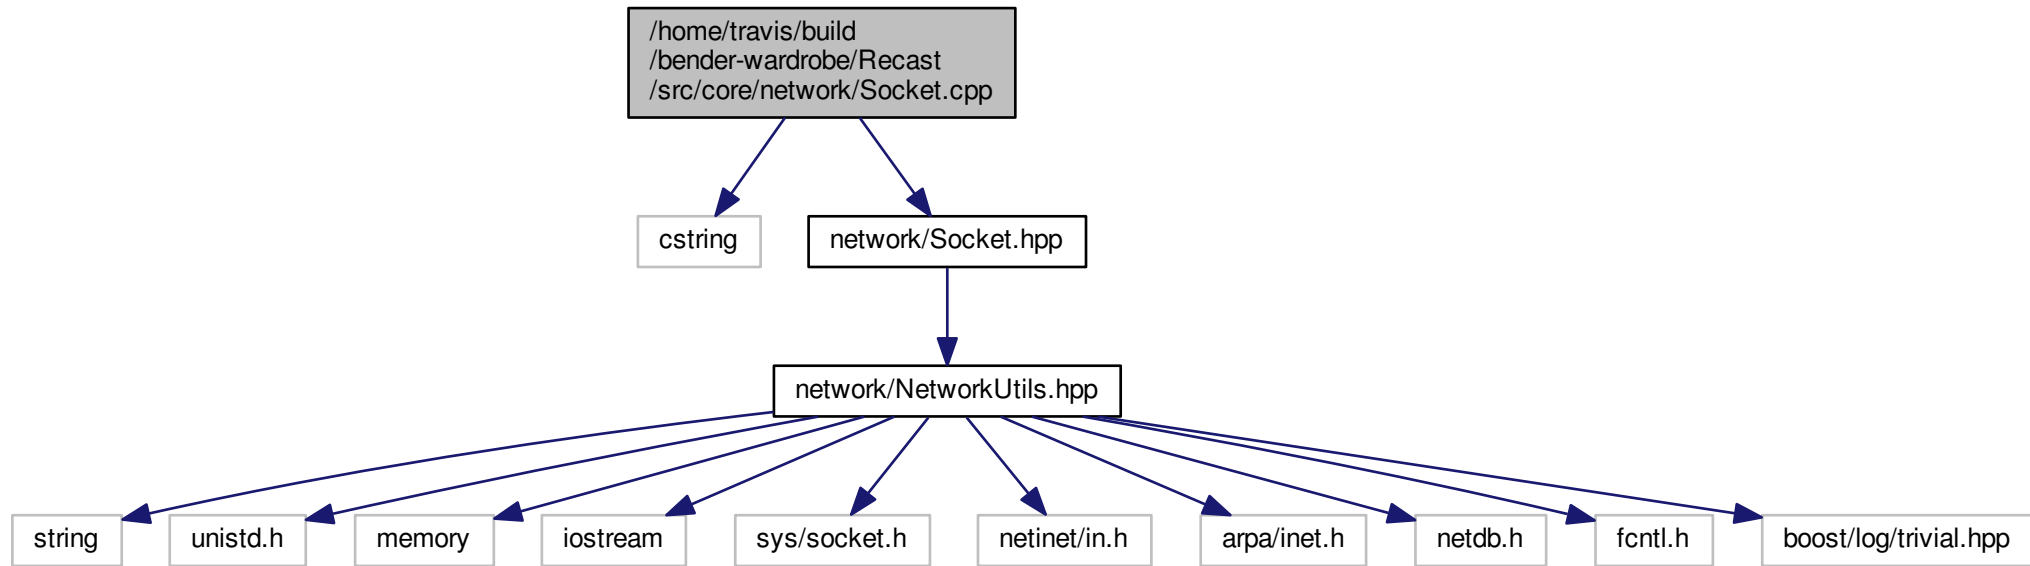 /home/travis/build
/bender-wardrobe/Recast
/src/core/network/Socket.cpp
cstring
network/Socket.hpp
network/NetworkUtils.hpp
string
unistd.h
memory
iostream
sys/socket.h
netinet/in.h
arpa/inet.h
netdb.h
fcntl.h
boost/log/trivial.hpp